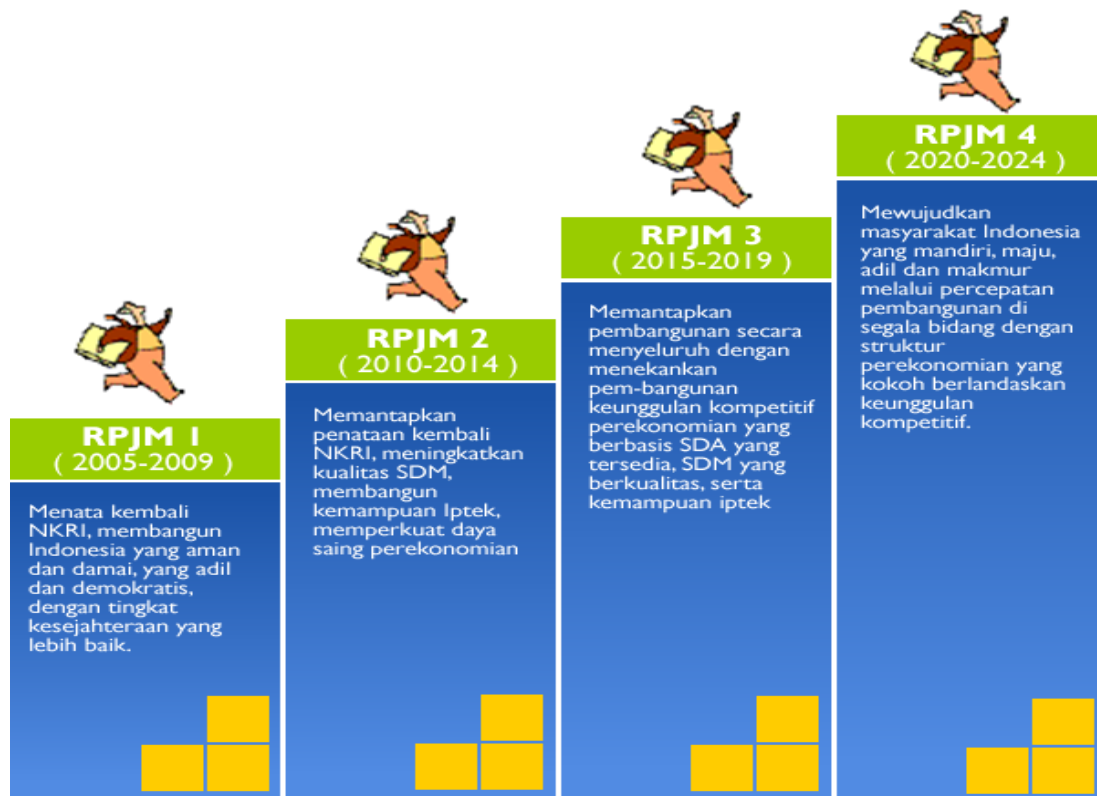 RPJM 1
( 2005-2009 )
Menata kembali
NKRI, membangun
Indonesia yang aman
dan damai, yang adil
dan demokratis,
dengan tingkat
kesejahteraan yang
lebih baik.
RPJM 2
( 2010-2014 )
Memantapkan
penataan kembali
NKRI, meningkatkan
kualitas SDM,
membangun
kemampuan Iptek,
memperkuat daya
saing perekonomian
RPJM 3
( 2015-2019 )
Memantapkan
pembangunan secara
menyeluruh dengan
menekankan
pem-bangunan
keunggulan kompetitif
perekonomian yang
berbasis SDA yang
tersedia, SDM yang
berkualitas, serta
kemampuan iptek
RPJM 4
( 2020-2024 )
Mewujudkan
masyarakat Indonesia
yang mandiri, maju,
adil dan makmur
melalui percepatan
pembangunan di
segala bidang dengan
struktur
perekonomian yang
kokoh berlandaskan
keunggulan
kompetitif.